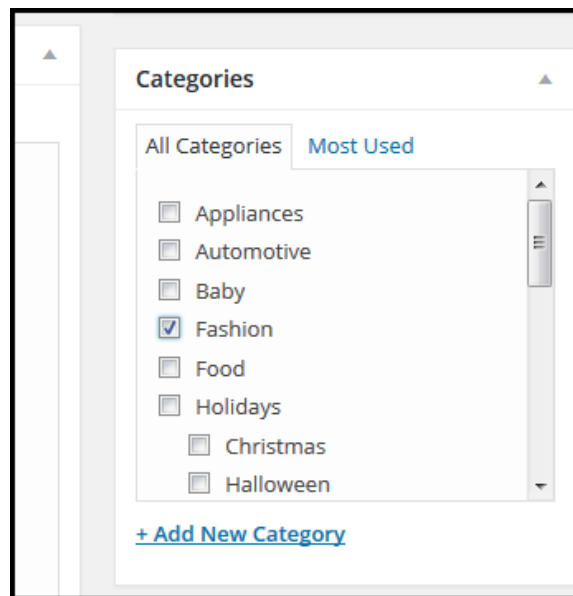 Categories
All Categories Most Used
Appliances
Automotive
Baby
Fashion
Food
Holidays
Christmas
Halloween
+ Add New Category